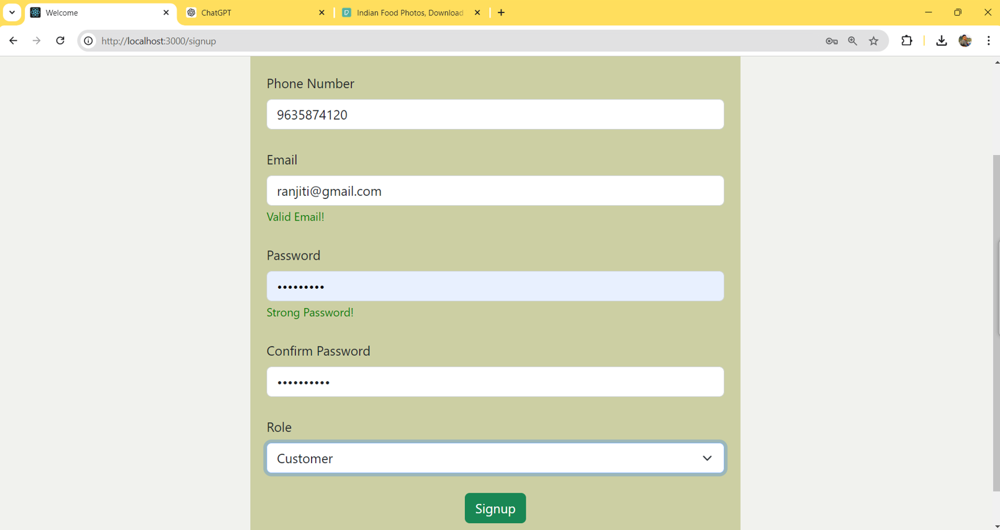 Welcome
ChatGPT
Indian Food Photos, Download
http://localhost:3000/signup
Phone Number
9635874120
Email
ranjiti@gmail.com
Valid Email!
Password
•••••••••
Strong Password!
Confirm Password
••••••••••
Role
Customer
Signup